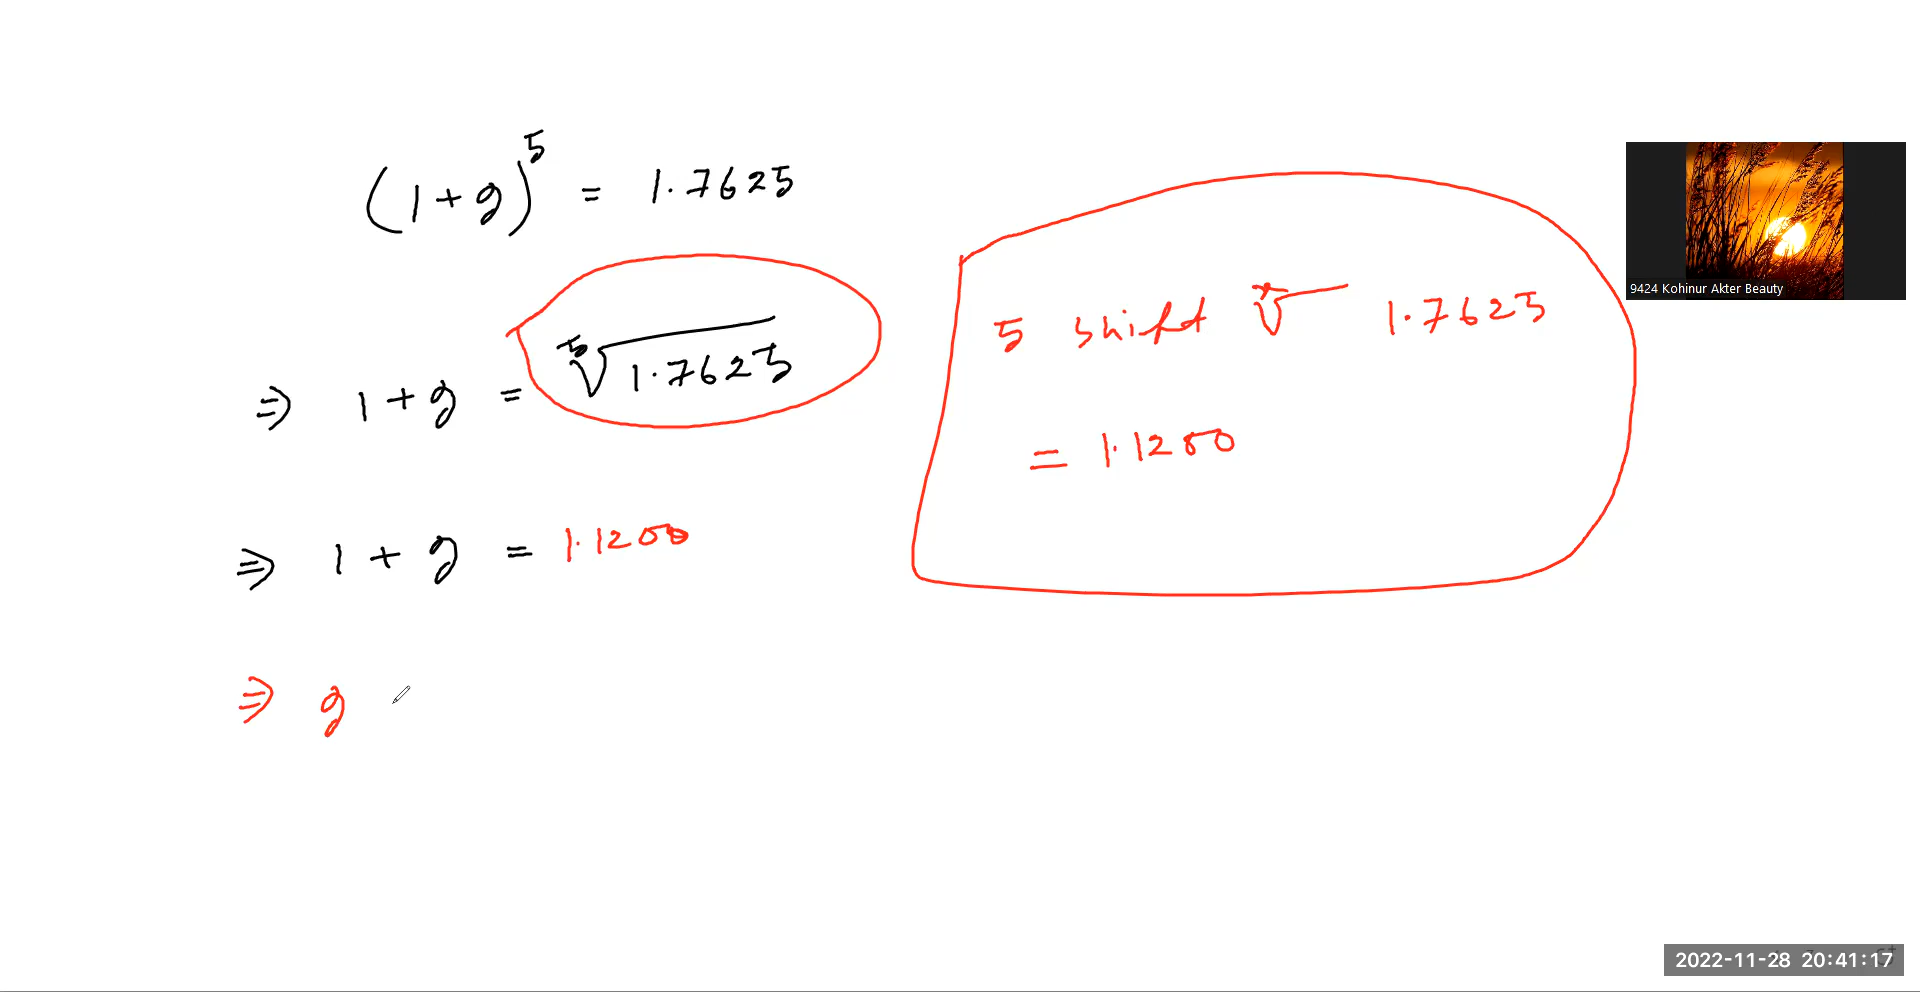 (1+g)^5 = 1.7625
⇒ 1+g = ⁵√1.7625
⇒ 1 + g = 1.1200
⇒ g
5 shift ˣ√ 1.7625
= 1.1200
9424 Kohinur Akter Beauty
2022-11-28 20:41:17